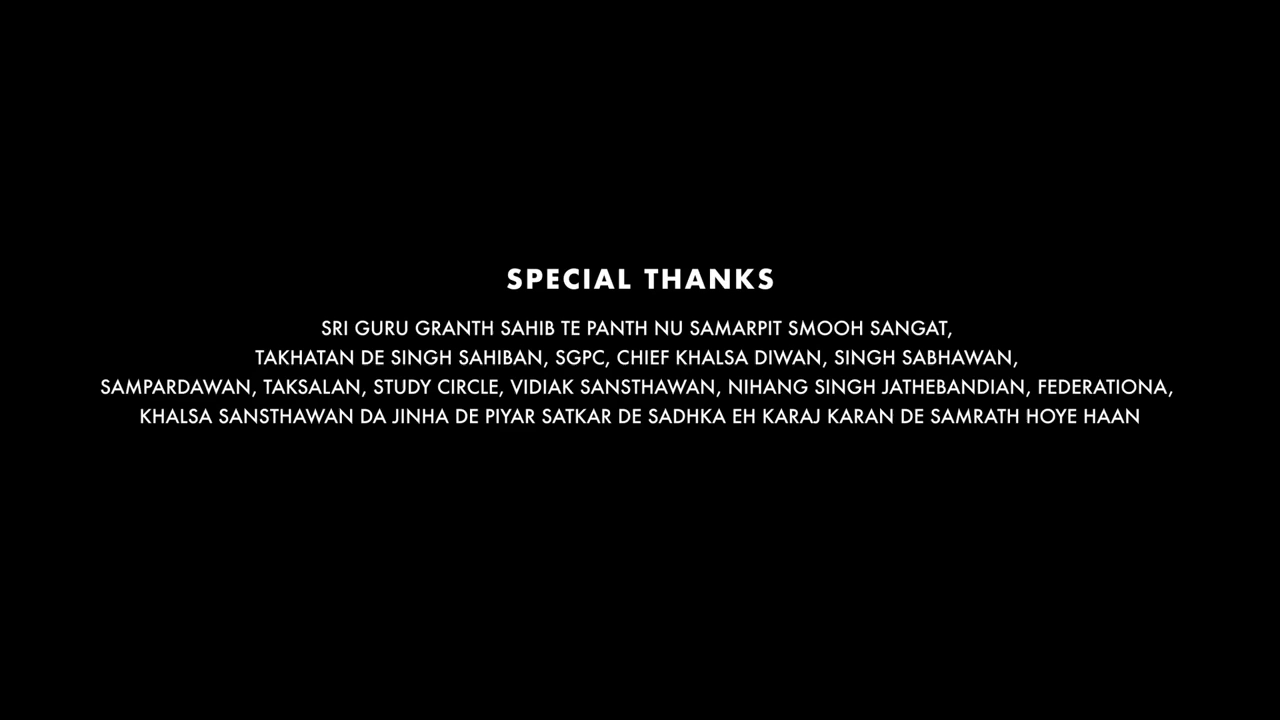 SPECIAL THANKS
SRI GURU GRANTH SAHIB TE PANTH NU SAMARPIT SMOOH SANGAT,
TAKHATAN DE SINGH SAHIBAN, SGPC, CHIEF KHALSA DIWAN, SINGH SABHAWAN,
SAMPARDAWAN, TAKSALAN, STUDY CIRCLE, VIDIAK SANSTHAWAN, NIHANG SINGH JATHEBANDIAN, FEDERATIONA,
KHALSA SANSTHAWAN DA JINHA DE PIYAR SATKAR DE SADHKA EH KARAJ KARAN DE SAMRATH HOYE HAAN